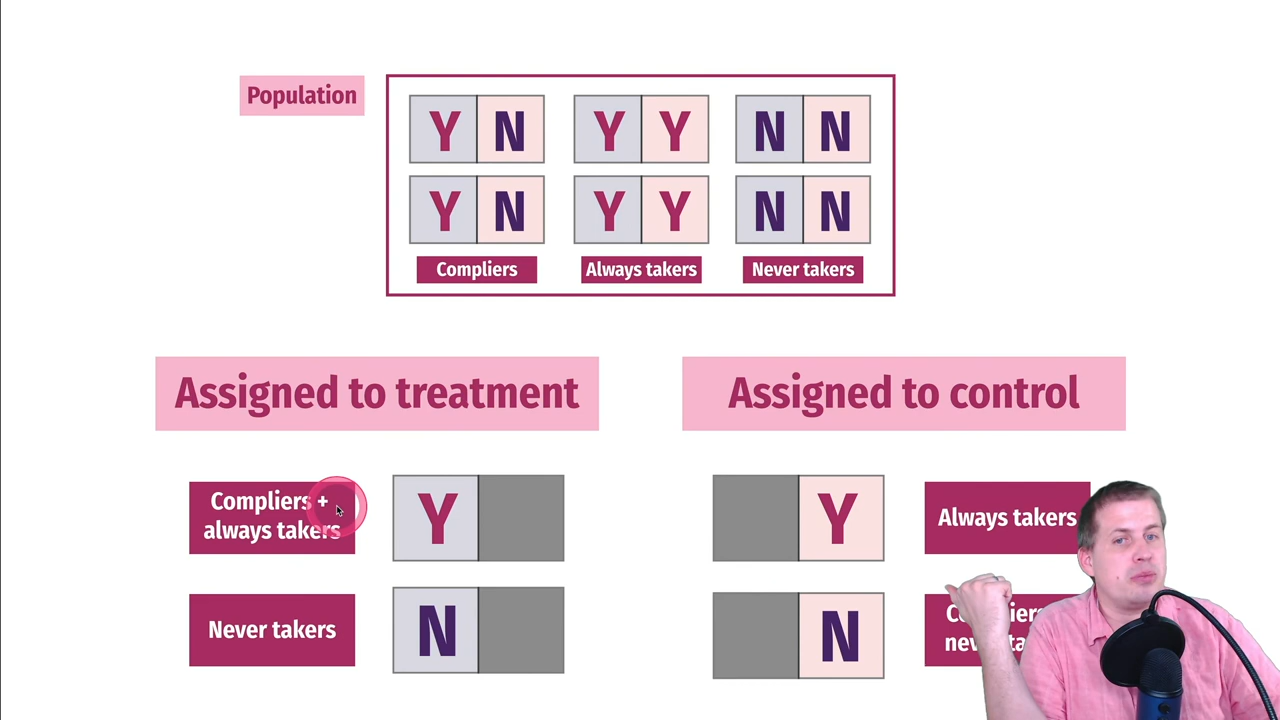 Population
Y N Y Y N N
Y N Y Y N N
Compliers Always takers Never takers
Assigned to treatment
Assigned to control
Compliers +
always takers
Y
Y
Always takers
Never takers
N
N